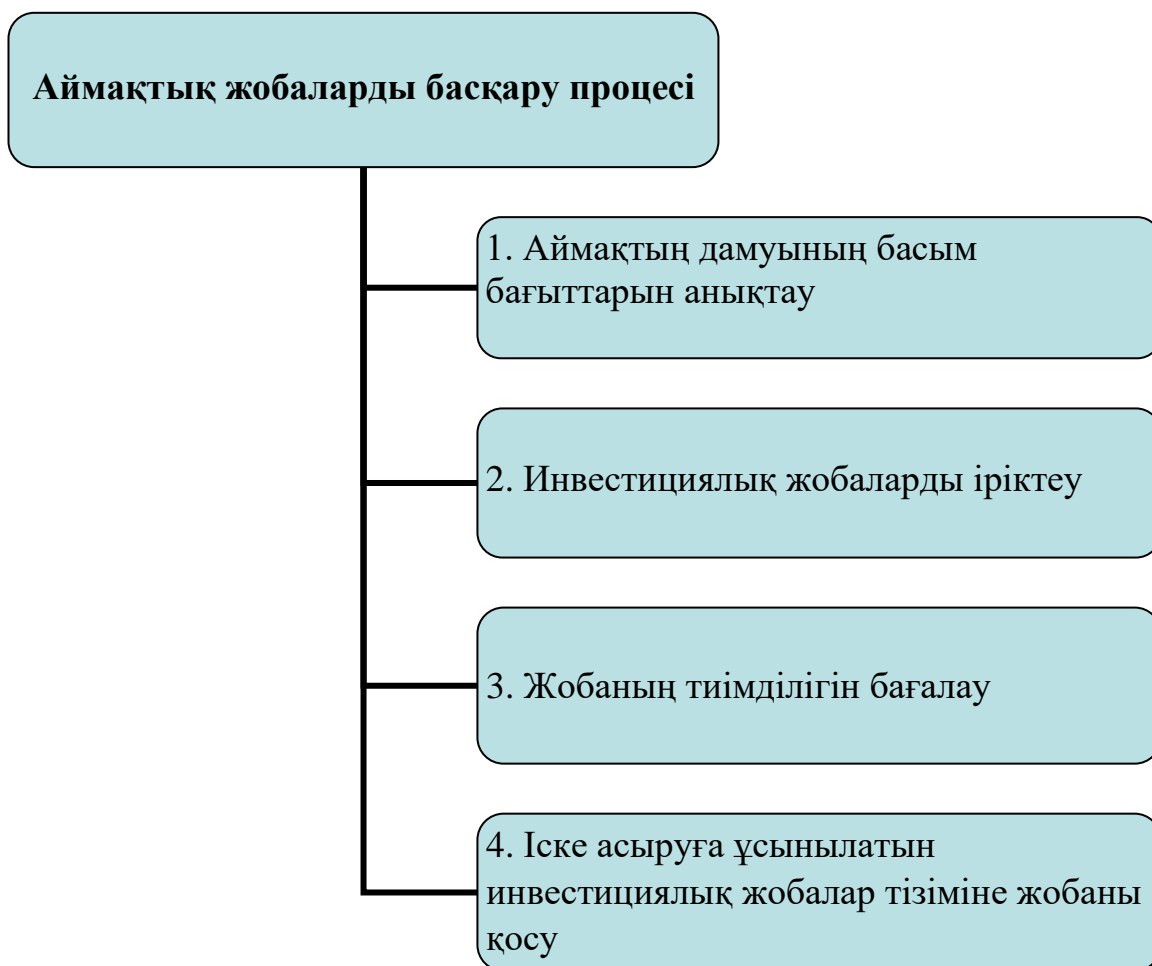 Аймақтық жобаларды басқару процесі
1. Аймақтың дамуының басым
бағыттарын анықтау
2. Инвестициялық жобаларды іріктеу
3. Жобаның тиімділігін бағалау
4. Іске асыруға ұсынылатын
инвестициялық жобалар тізіміне жобаны
қосу